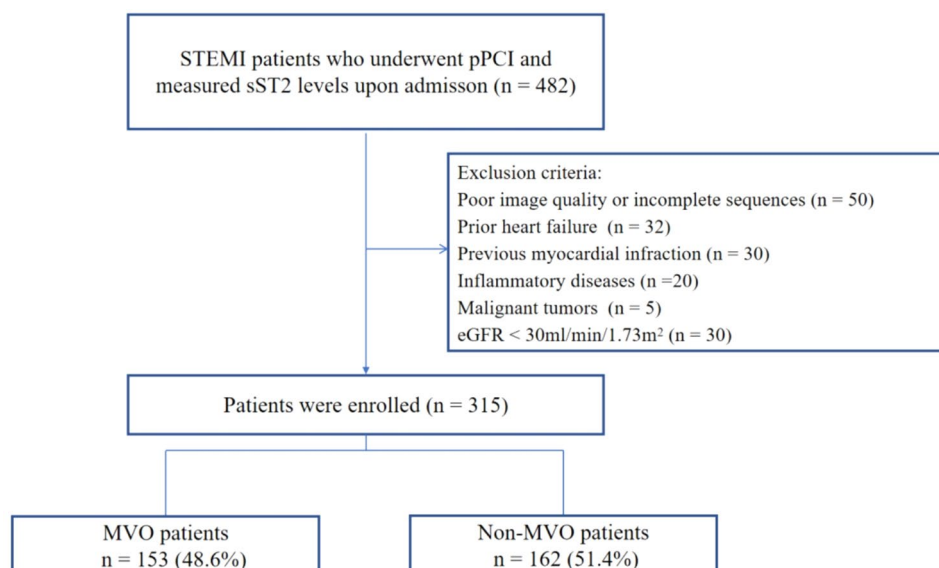 STEMI patients who underwent pPCI and
measured sST2 levels upon admisson (n = 482)
Exclusion criteria:
Poor image quality or incomplete sequences (n = 50)
Prior heart failure (n = 32)
Previous myocardial infraction (n = 30)
Inflammatory diseases (n =20)
Malignant tumors (n = 5)
eGFR < 30ml/min/1.73m² (n = 30)
Patients were enrolled (n = 315)
MVO patients
n = 153 (48.6%)
Non-MVO patients
n = 162 (51.4%)